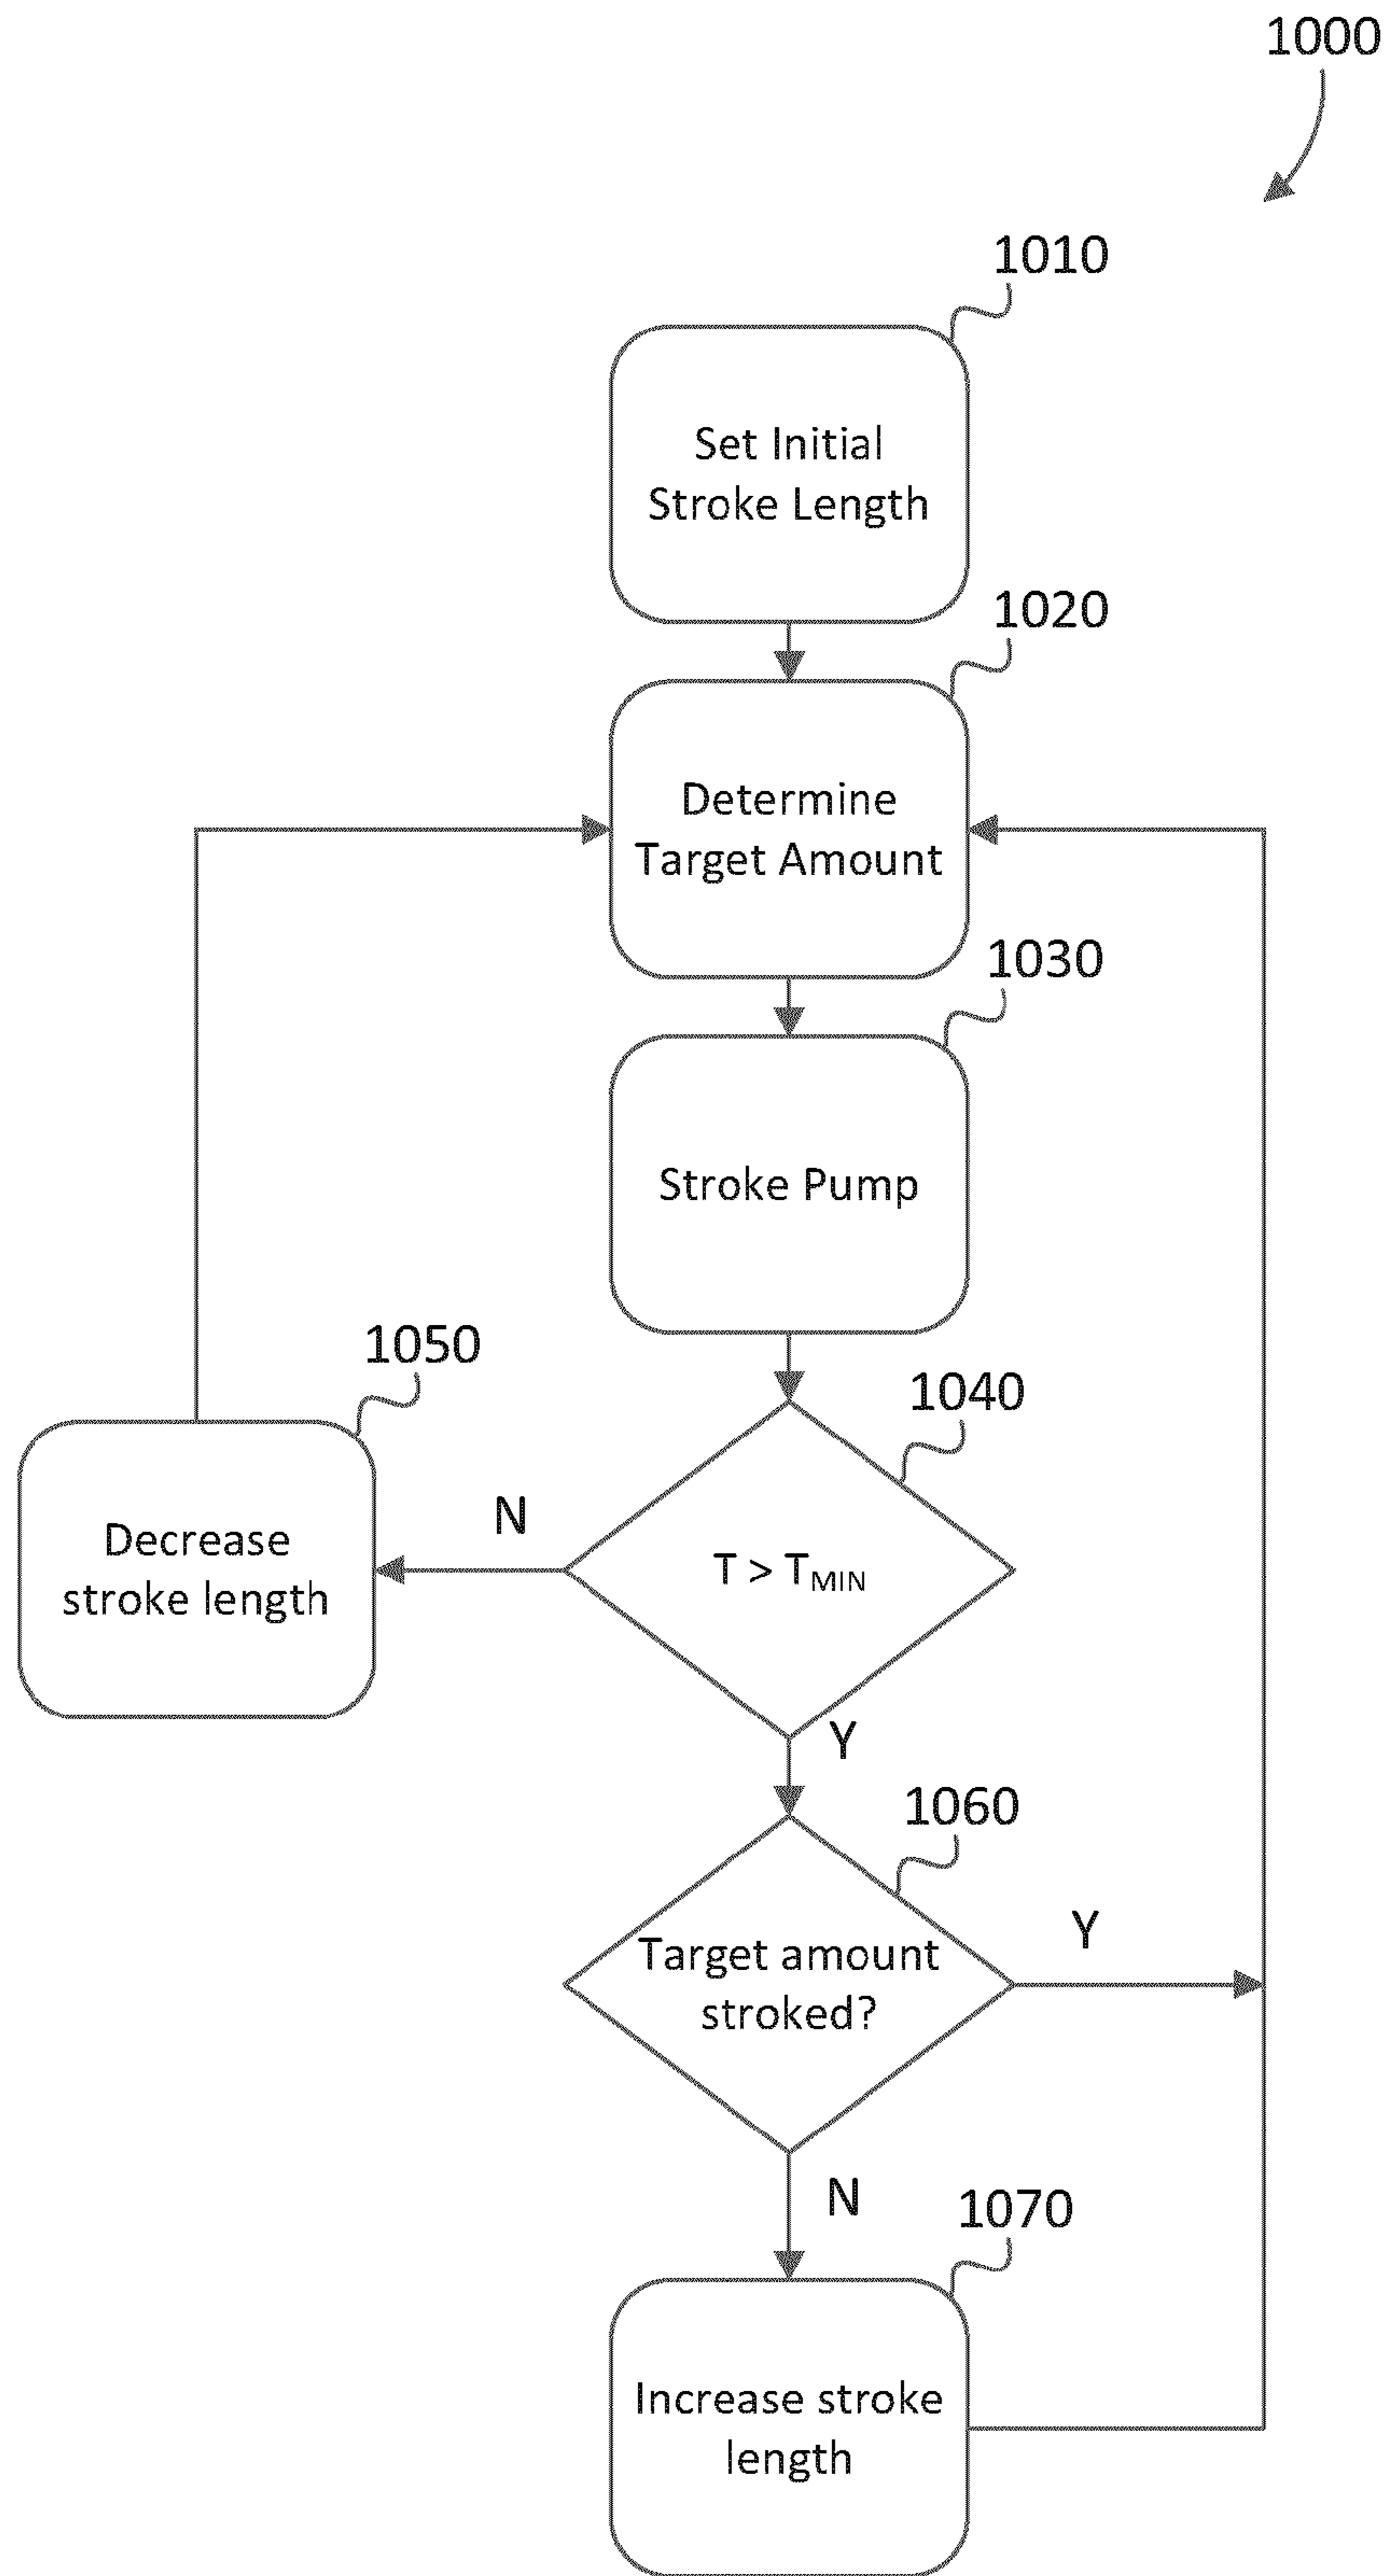 1000
1010
Set Initial
Stroke Length
1020
Determine
Target Amount
1030
Stroke Pump
1050
1040
Decrease
stroke length
N
T > TMIN
Y
1060
Target amount
stroked?
Y
N
1070
Increase stroke
length